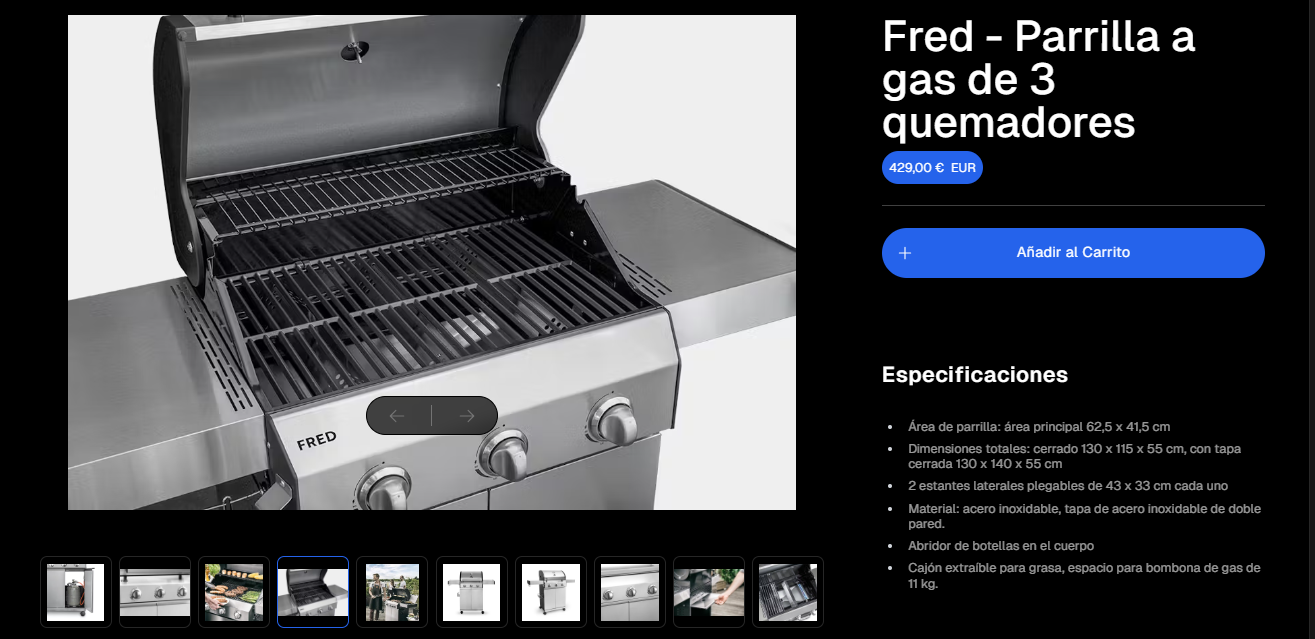 Fred - Parrilla a
gas de 3
quemadores
429,00 € EUR
Añadir al Carrito
Especificaciones
Área de parrilla: área principal 62,5 x 41,5 cm
Dimensiones totales: cerrado 130 x 115 x 55 cm, con tapa
cerrada 130 x 140 x 55 cm
2 estantes laterales plegables de 43 x 33 cm cada uno
Material: acero inoxidable, tapa de acero inoxidable de doble
pared.
Abridor de botellas en el cuerpo
Cajón extraíble para grasa, espacio para bombona de gas de
11 kg.
FRED